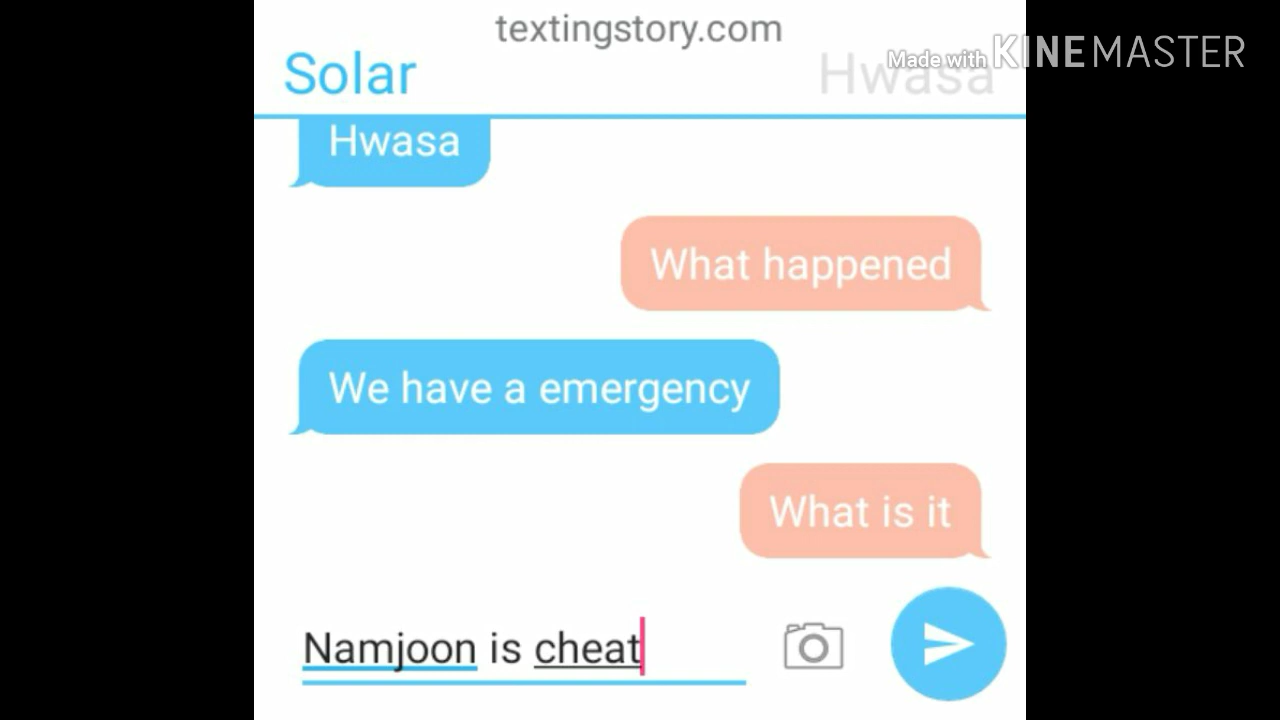 textingstory.com
Made with KINEMASTER
Solar Hwasa
Hwasa
What happened
We have a emergency
What is it
Namjoon is cheat